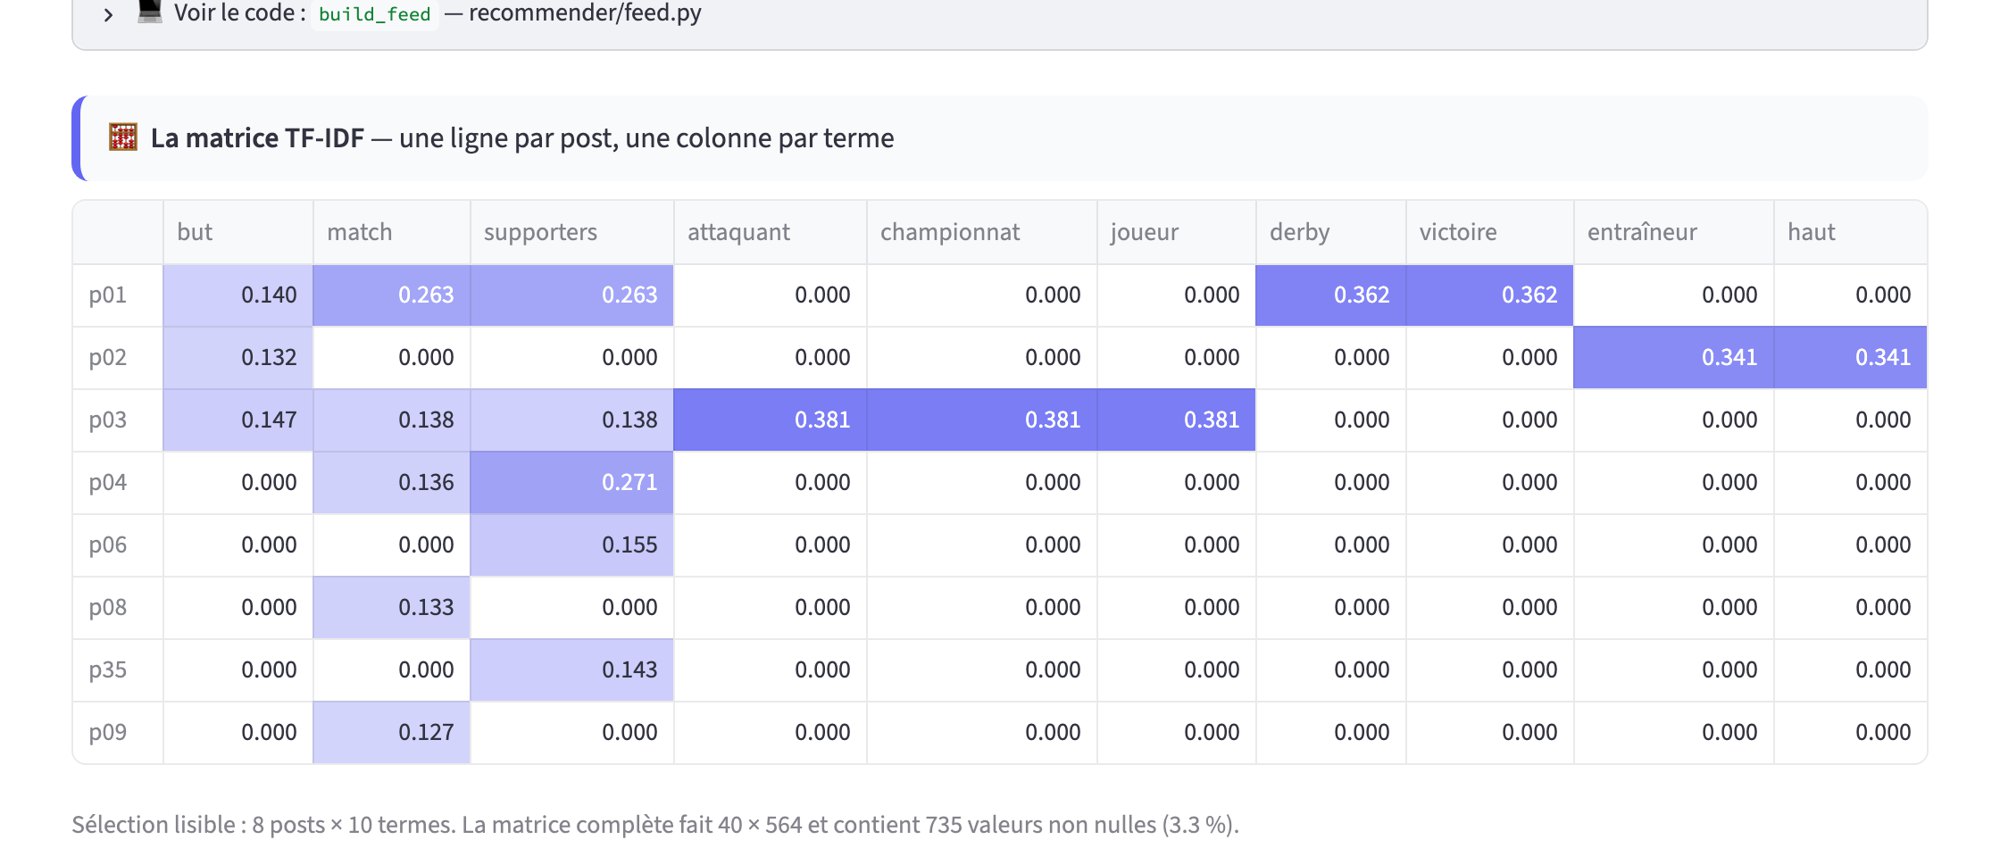 Voir le code : build_feed — recommender/feed.py
La matrice TF-IDF — une ligne par post, une colonne par terme
but match supporters attaquant championnat joueur derby victoire entraîneur haut
p01 0.140 0.263 0.263 0.000 0.000 0.000 0.362 0.362 0.000 0.000
p02 0.132 0.000 0.000 0.000 0.000 0.000 0.000 0.000 0.341 0.341
p03 0.147 0.138 0.138 0.381 0.381 0.381 0.000 0.000 0.000 0.000
p04 0.000 0.136 0.271 0.000 0.000 0.000 0.000 0.000 0.000 0.000
p06 0.000 0.000 0.155 0.000 0.000 0.000 0.000 0.000 0.000 0.000
p08 0.000 0.133 0.000 0.000 0.000 0.000 0.000 0.000 0.000 0.000
p35 0.000 0.000 0.143 0.000 0.000 0.000 0.000 0.000 0.000 0.000
p09 0.000 0.127 0.000 0.000 0.000 0.000 0.000 0.000 0.000 0.000
Sélection lisible : 8 posts × 10 termes. La matrice complète fait 40 × 564 et contient 735 valeurs non nulles (3.3 %).